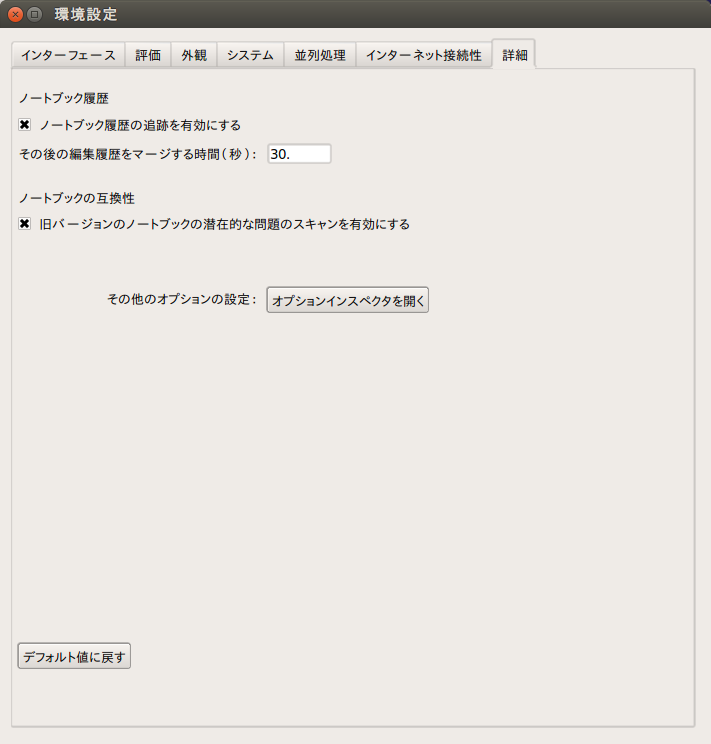 環境設定
インターフェース 評価 外観 システム 並列処理 インターネット接続性 詳細
ノートブック履歴
ノートブック履歴の追跡を有効にする
その後の編集履歴をマージする時間(秒): 30.
ノートブックの互換性
旧バージョンのノートブックの潜在的な問題のスキャンを有効にする
その他のオプションの設定: オプションインスペクタを開く
デフォルト値に戻す